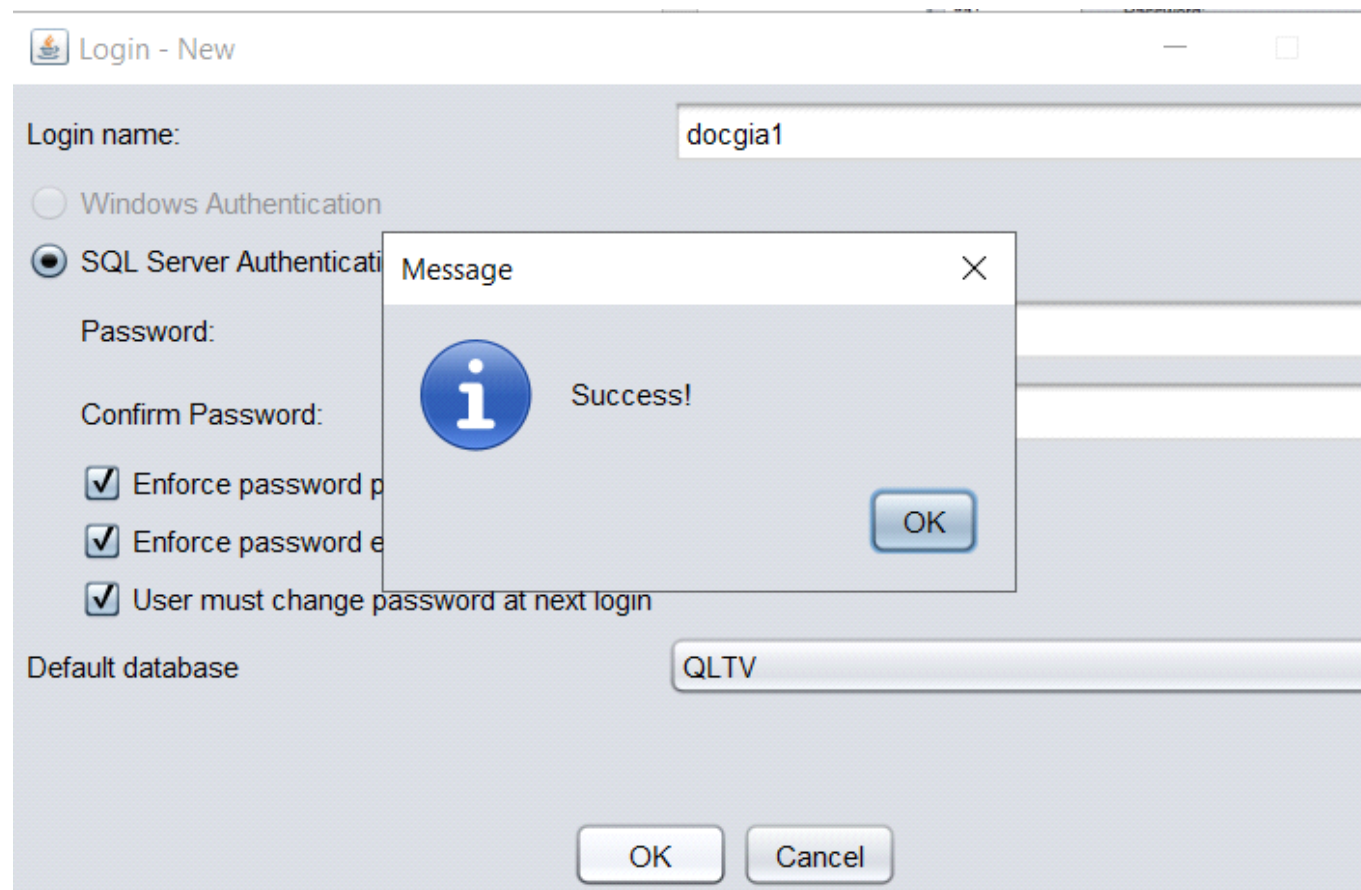 Login - New
Login name:
docgia1
Windows Authentication
SQL Server Authenticati
Message
Password:
Success!
Confirm Password:
Enforce password p
OK
Enforce password e
User must change password at next login
Default database
QLTV
OK
Cancel